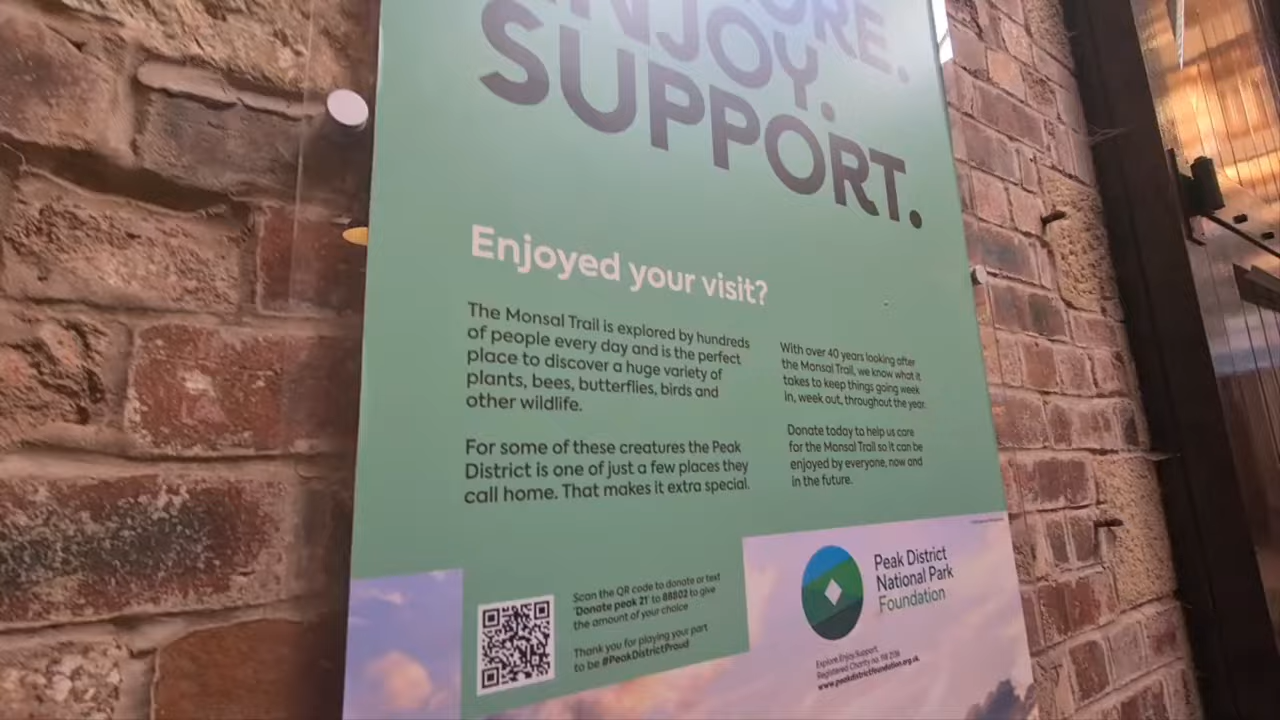 ENJOY.
SUPPORT.
Enjoyed your visit?
The Monsal Trail is explored by hundreds
of people every day and is the perfect
place to discover a huge variety of
plants, bees, butterflies, birds and
other wildlife.
For some of these creatures the Peak
District is one of just a few places they
call home. That makes it extra special.
With over 40 years looking after
the Monsal Trail, we know what it
takes to keep things going week
in, week out, throughout the year.
Donate today to help us care
for the Monsal Trail so it can be
enjoyed by everyone, now and
in the future.
Scan the QR code to donate or text
'Donate peak 21' to 88802 to give
the amount of your choice
Thank you for playing your part
to be #PeakDistrictProud
Peak District
National Park
Foundation
Explore.Enjoy.Support.
Registered Charity no.
www.peakdistrictfoundation.org.uk